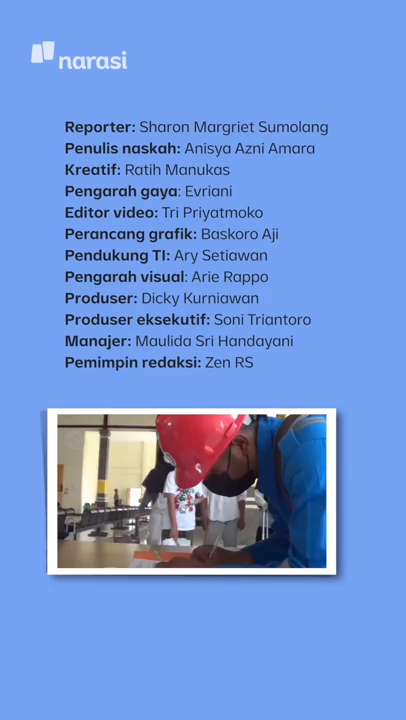 narasi
Reporter: Sharon Margriet Sumolang
Penulis naskah: Anisya Azni Amara
Kreatif: Ratih Manukas
Pengarah gaya: Evriani
Editor video: Tri Priyatmoko
Perancang grafik: Baskoro Aji
Pendukung TI: Ary Setiawan
Pengarah visual: Arie Rappo
Produser: Dicky Kurniawan
Produser eksekutif: Soni Triantoro
Manajer: Maulida Sri Handayani
Pemimpin redaksi: Zen RS